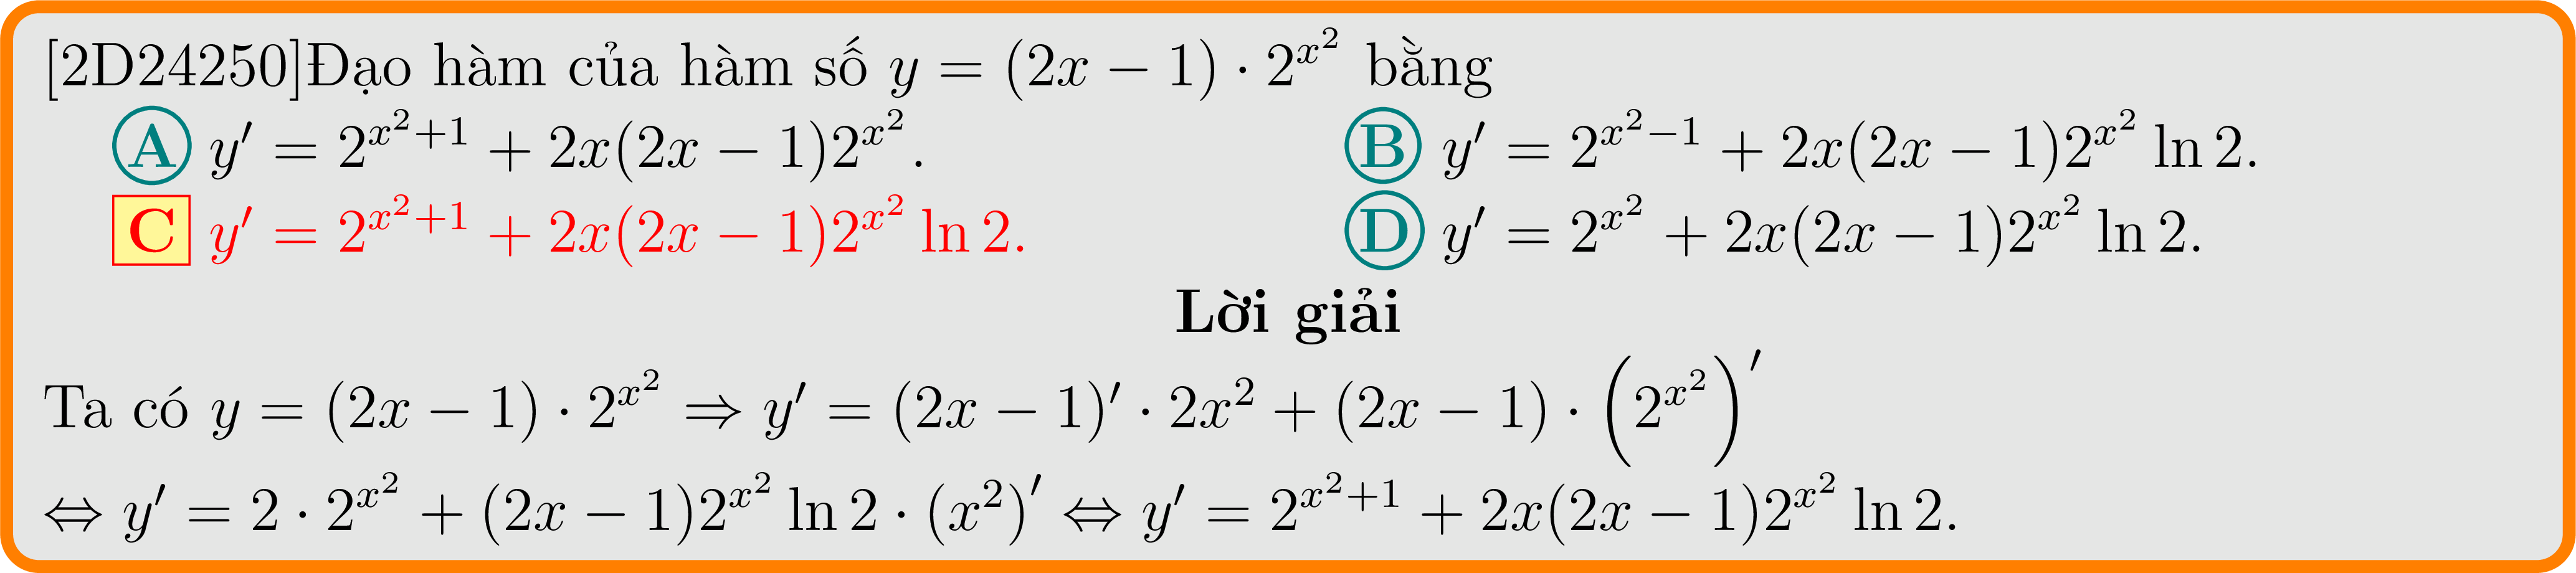 [2D24250]Đạo hàm của hàm số $y = (2x - 1) \cdot 2^{x^2}$ bằng
A $y' = 2^{x^2+1} + 2x(2x - 1)2^{x^2}.$ B $y' = 2^{x^2-1} + 2x(2x - 1)2^{x^2} \ln 2.$
C $y' = 2^{x^2+1} + 2x(2x - 1)2^{x^2} \ln 2.$ D $y' = 2^{x^2} + 2x(2x - 1)2^{x^2} \ln 2.$
Lời giải
Ta có $y = (2x - 1) \cdot 2^{x^2} \Rightarrow y' = (2x - 1)' \cdot 2x^2 + (2x - 1) \cdot \left(2^{x^2}\right)'$
$\Leftrightarrow y' = 2 \cdot 2^{x^2} + (2x - 1)2^{x^2} \ln 2 \cdot (x^2)' \Leftrightarrow y' = 2^{x^2+1} + 2x(2x - 1)2^{x^2} \ln 2.$